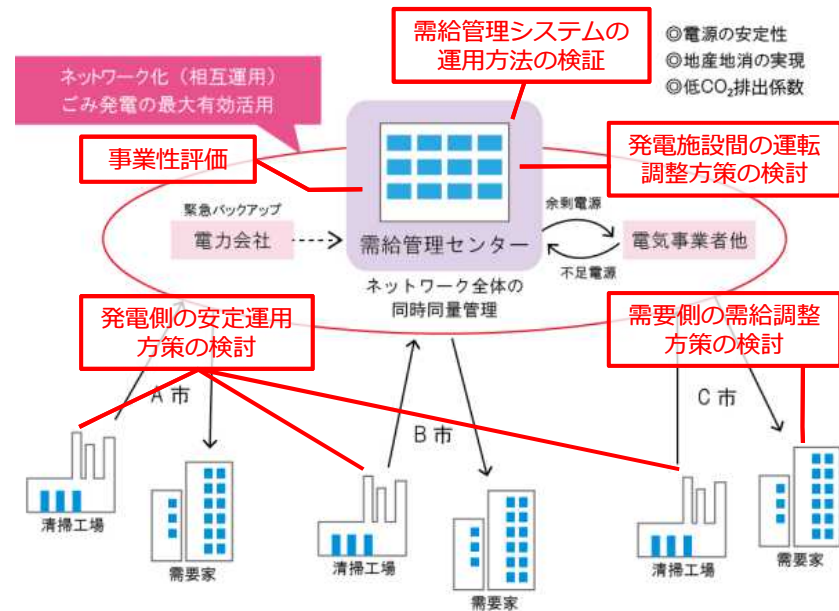 需給管理システムの
運用方法の検証
◎電源の安定性
◎地産地消の実現
◎低CO₂排出係数
ネットワーク化（相互運用）
ごみ発電の最大有効活用
事業性評価
発電施設間の運転
調整方策の検討
緊急バックアップ
電力会社
需給管理センター
余剰電源
不足電源
電気事業者他
ネットワーク全体の
同時同量管理
発電側の安定運用
方策の検討
需要側の需給調整
方策の検討
A市
B市
C市
清掃工場
需要家
清掃工場
需要家
清掃工場
需要家